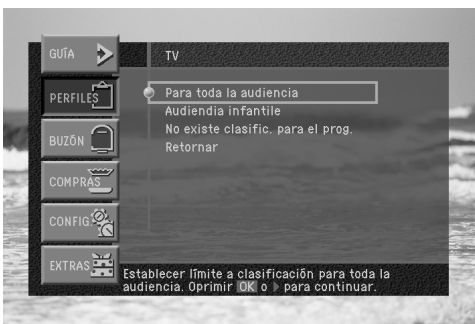 GUÍA
TV
PERFILES
Para toda la audiencia
Audiendia infantile
No existe clasific. para el prog.
Retornar
BUZÓN
COMPRAS
CONFIG.
EXTRAS
Establecer límite a clasificación para toda la
audiencia. Oprimir OK o para continuar.